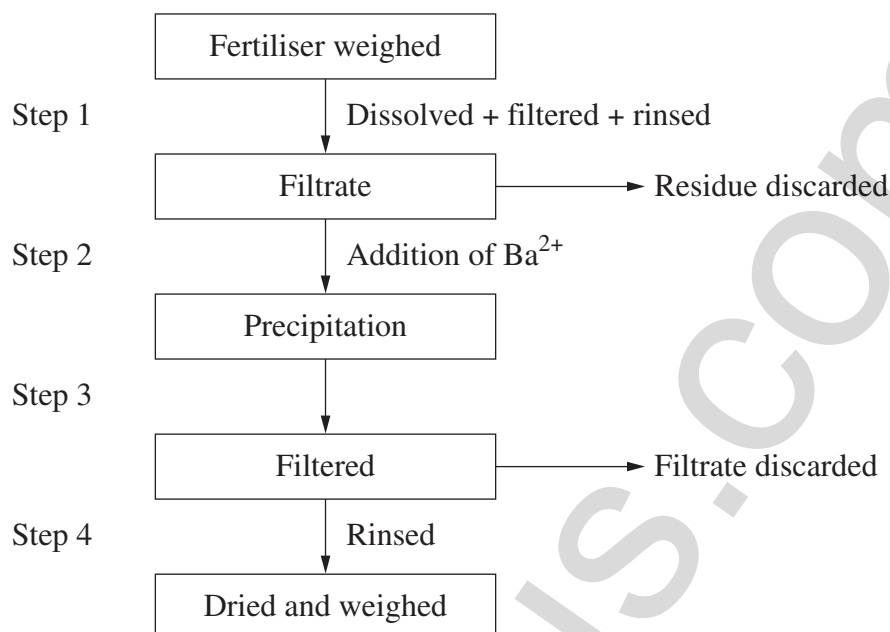 Fertiliser weighed
Step 1 Dissolved + filtered + rinsed
Filtrate Residue discarded
Step 2 Addition of Ba²⁺
Precipitation
Step 3
Filtered Filtrate discarded
Step 4 Rinsed
Dried and weighed